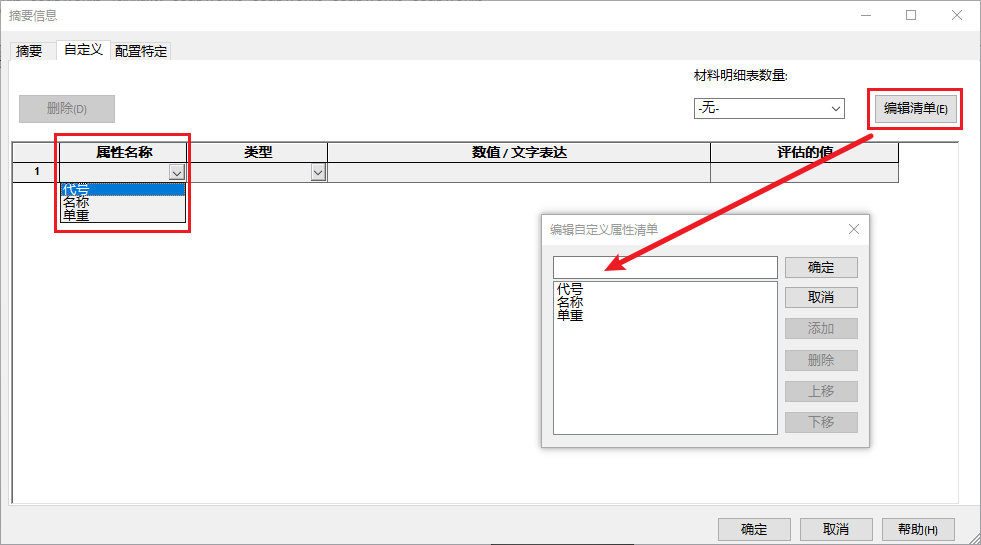 摘要信息
摘要 自定义 配置特定
材料明细表数量:
删除(D) -无- 编辑清单(E)
属性名称 类型 数值 / 文字表达 评估的值
1
代号
名称
单重
编辑自定义属性清单
确定
代号
名称
单重
取消
添加
删除
上移
下移
确定 取消 帮助(H)